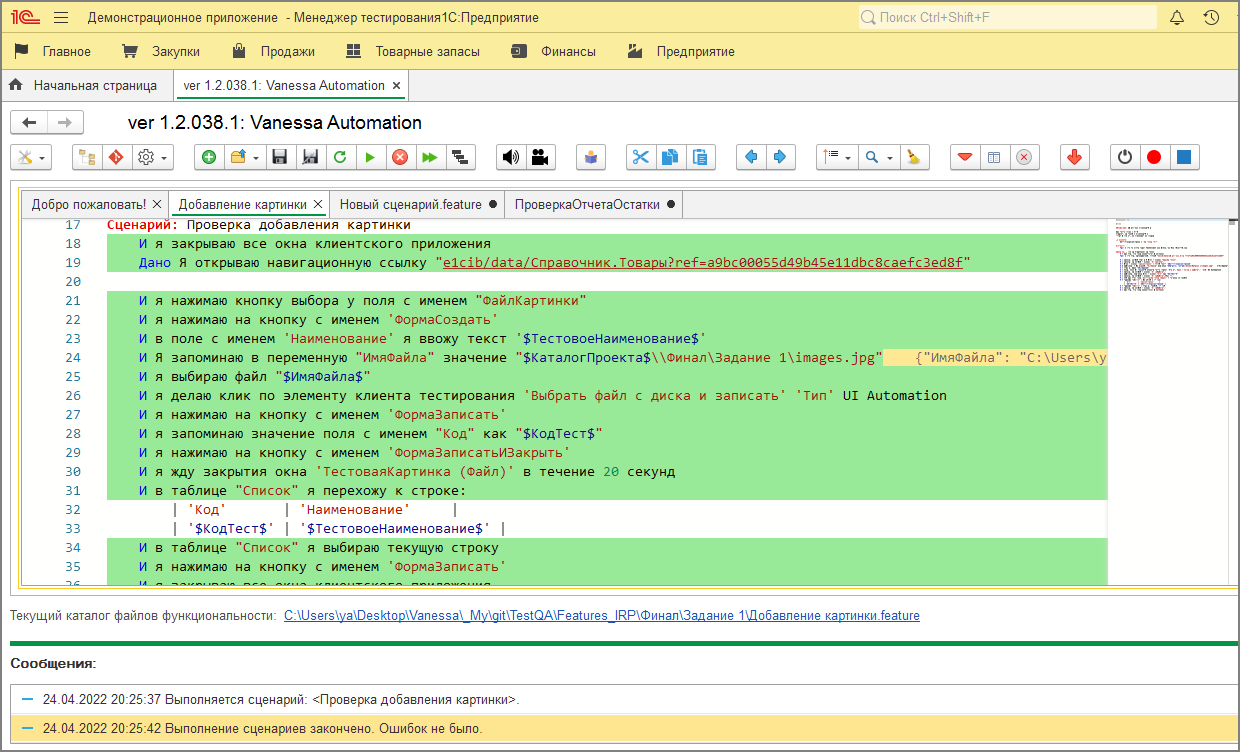 1С Демонстрационное приложение - Менеджер тестирования1С:Предприятие
Поиск Ctrl+Shift+F
Главное Закупки Продажи Товарные запасы Финансы Предприятие
Начальная страница ver 1.2.038.1: Vanessa Automation ×
ver 1.2.038.1: Vanessa Automation
Добро пожаловать! Добавление картинки Новый сценарий.feature ПроверкаОтчетаОстатки
17 Сценарий: Проверка добавления картинки
18 И я закрываю все окна клиентского приложения
19 Дано Я открываю навигационную ссылку "e1cib/data/Справочник.Товары?ref=a9bc00055d49b45e11dbc8caefc3ed8f"
20
21 И я нажимаю кнопку выбора у поля с именем "ФайлКартинки"
22 И я нажимаю на кнопку с именем 'ФормаСоздать'
23 И в поле с именем 'Наименование' я ввожу текст '$ТестовоеНаименование$'
24 И Я запоминаю в переменную "ИмяФайла" значение "$КаталогПроекта$\\Финал\Задание 1\images.jpg" {"ИмяФайла": "C:\Users\y
25 И я выбираю файл "$ИмяФайла$"
26 И я делаю клик по элементу клиента тестирования 'Выбрать файл с диска и записать' 'Тип' UI Automation
27 И я нажимаю на кнопку с именем 'ФормаЗаписать'
28 И я запоминаю значение поля с именем "Код" как "$КодТест$"
29 И я нажимаю на кнопку с именем 'ФормаЗаписатьИЗакрыть'
30 И я жду закрытия окна 'ТестоваяКартинка (Файл)' в течение 20 секунд
31 И в таблице "Список" я перехожу к строке:
32 | 'Код' | 'Наименование' |
33 | '$КодТест$' | '$ТестовоеНаименование$' |
34 И в таблице "Список" я выбираю текущую строку
35 И я нажимаю на кнопку с именем 'ФормаЗаписать'
36 И я закрываю все окна клиентского приложения
Текущий каталог файлов функциональности: C:\Users\ya\Desktop\Vanessa\_My\git\TestQA\Features_IRP\Финал\Задание 1\Добавление картинки.feature
Сообщения:
24.04.2022 20:25:37 Выполняется сценарий: <Проверка добавления картинки>.
24.04.2022 20:25:42 Выполнение сценариев закончено. Ошибок не было.